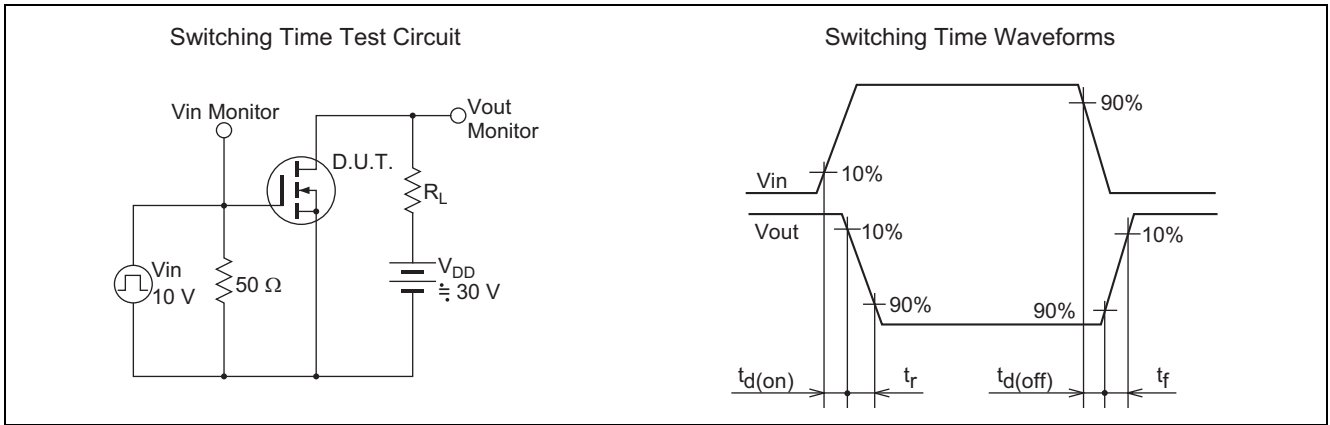 Switching Time Test Circuit
Vin Monitor
Vout
Monitor
D.U.T.
RL
Vin
10 V
50 Ω
VDD
≒ 30 V
Switching Time Waveforms
Vin
10%
90%
Vout
10%
90%
90%
10%
td(on)
tr
td(off)
tf